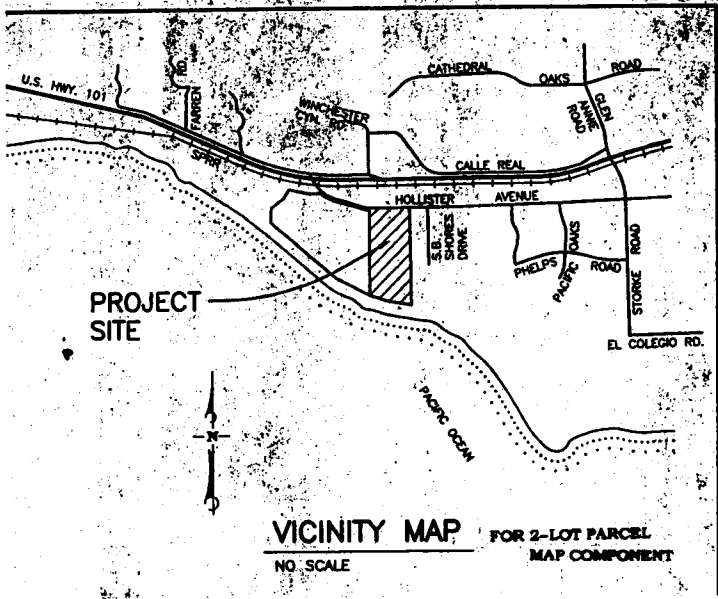 CATHEDRAL OAKS ROAD
U.S. HWY. 101
FARREN RD.
WINCHESTER
CYN. RD.
GLEN
ANNIE
ROAD
SPRR
CALLE REAL
HOLLISTER AVENUE
S.B. SHORES
DRIVE
PHELPS ROAD
PACIFIC OAKS
STORKE ROAD
EL COLEGIO RD.
PROJECT
SITE
PACIFIC OCEAN
N
VICINITY MAP
NO SCALE
FOR 2-LOT PARCEL
MAP COMPONENT